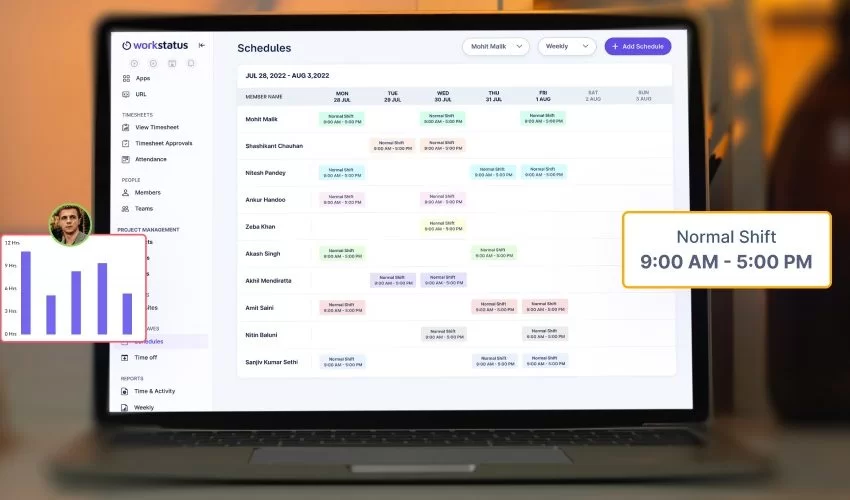 workstatus
Schedules
Mohit Malik
Weekly
+ Add Schedule
Apps
URL
TIMESHEETS
View Timesheet
Timesheet Approvals
Attendance
PEOPLE
Members
Teams
PROJECT MANAGEMENT
Schedules
Time off
REPORTS
Time & Activity
Weekly
12 Hrs
9 Hrs
6 Hrs
3 Hrs
0 Hrs
JUL 28, 2022 - AUG 3,2022
MEMBER NAME
MON
28 JUL
TUE
29 JUL
WED
30 JUL
THU
31 JUL
FRI
1 AUG
SAT
2 AUG
SUN
3 AUG
Mohit Malik
Normal Shift
9:00 AM - 5:00 PM
Normal Shift
9:00 AM - 5:00 PM
Normal Shift
9:00 AM - 5:00 PM
Shashikant Chauhan
Normal Shift
9:00 AM - 5:00 PM
Normal Shift
9:00 AM - 5:00 PM
Nitesh Pandey
Normal Shift
9:00 AM - 5:00 PM
Normal Shift
9:00 AM - 5:00 PM
Normal Shift
9:00 AM - 5:00 PM
Ankur Handoo
Normal Shift
9:00 AM - 5:00 PM
Normal Shift
9:00 AM - 5:00 PM
Zeba Khan
Normal Shift
9:00 AM - 5:00 PM
Akash Singh
Normal Shift
9:00 AM - 5:00 PM
Normal Shift
9:00 AM - 5:00 PM
Akhil Mendiratta
Normal Shift
9:00 AM - 5:00 PM
Normal Shift
9:00 AM - 5:00 PM
Amit Saini
Normal Shift
9:00 AM - 5:00 PM
Normal Shift
9:00 AM - 5:00 PM
Normal Shift
9:00 AM - 5:00 PM
Nitin Baluni
Normal Shift
9:00 AM - 5:00 PM
Normal Shift
9:00 AM - 5:00 PM
Sanjiv Kumar Sethi
Normal Shift
9:00 AM - 5:00 PM
Normal Shift
9:00 AM - 5:00 PM
Normal Shift
9:00 AM - 5:00 PM
Normal Shift
9:00 AM - 5:00 PM